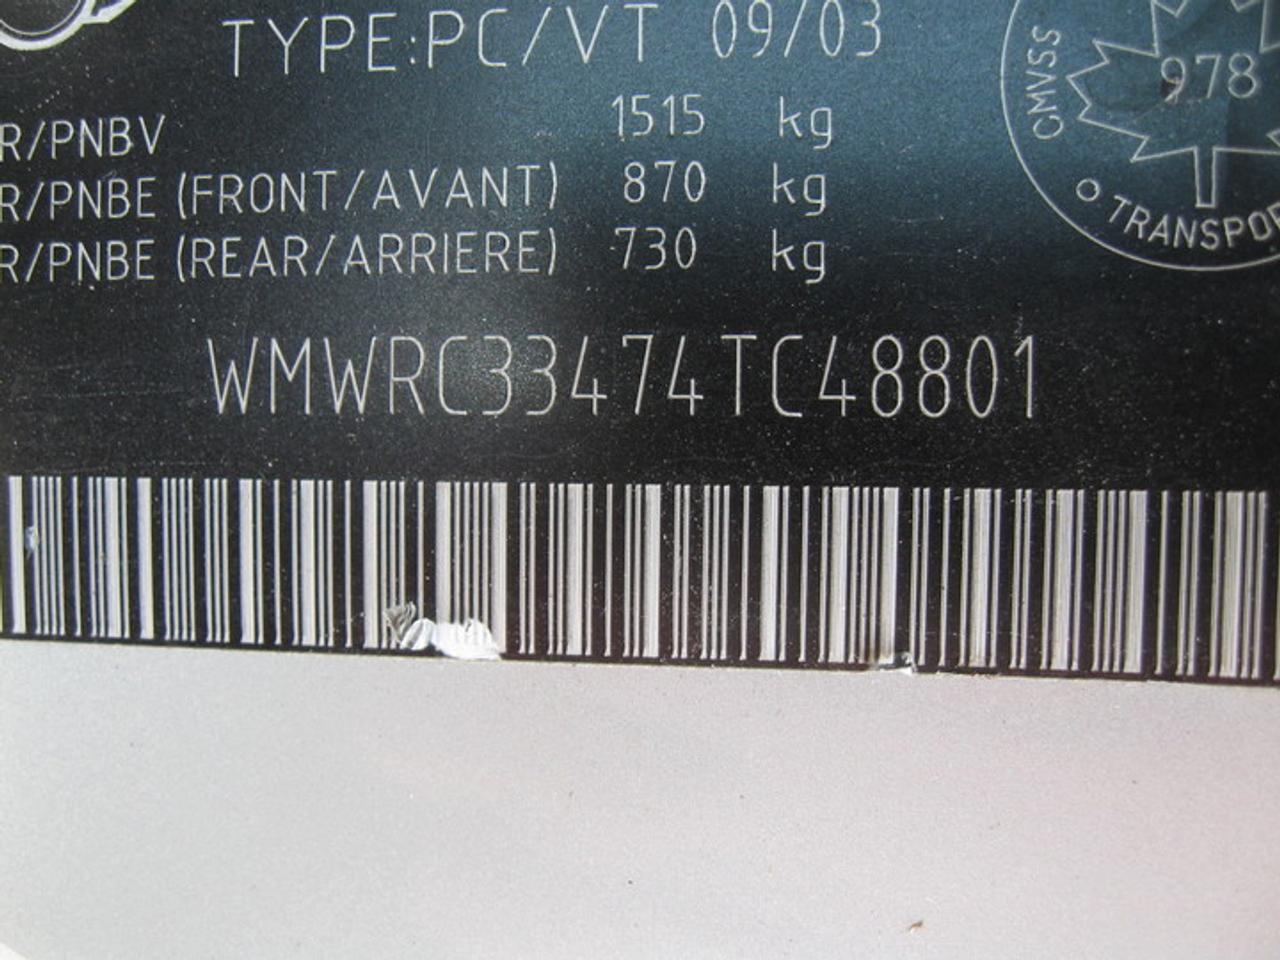 TYPE:PC/VT 09/03
R/PNBV 1515 kg
R/PNBE (FRONT/AVANT) 870 kg
R/PNBE (REAR/ARRIERE) 730 kg
WMWRC33474TC48801
CMVSS
978
O TRANSPOR